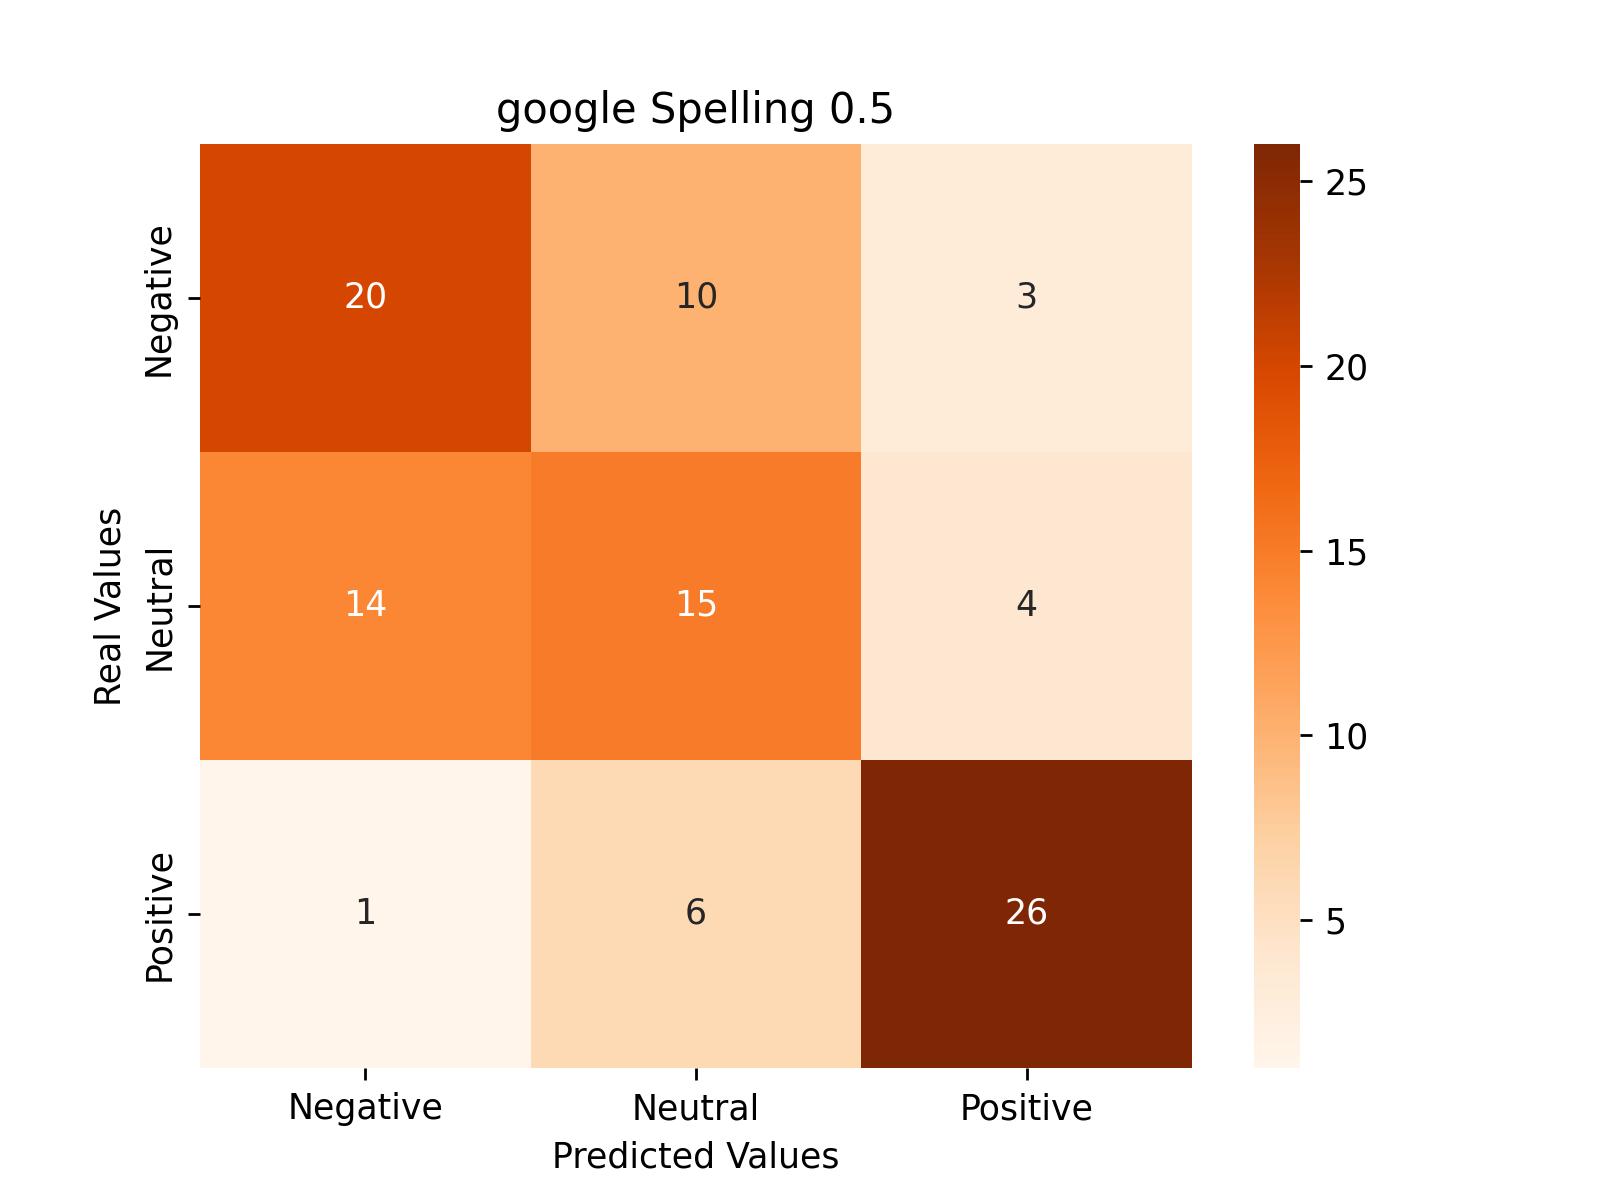 google Spelling 0.5
Real Values
Negative
20 10 3
Neutral
14 15 4
Positive
1 6 26
Negative Neutral Positive
Predicted Values
25
20
15
10
5